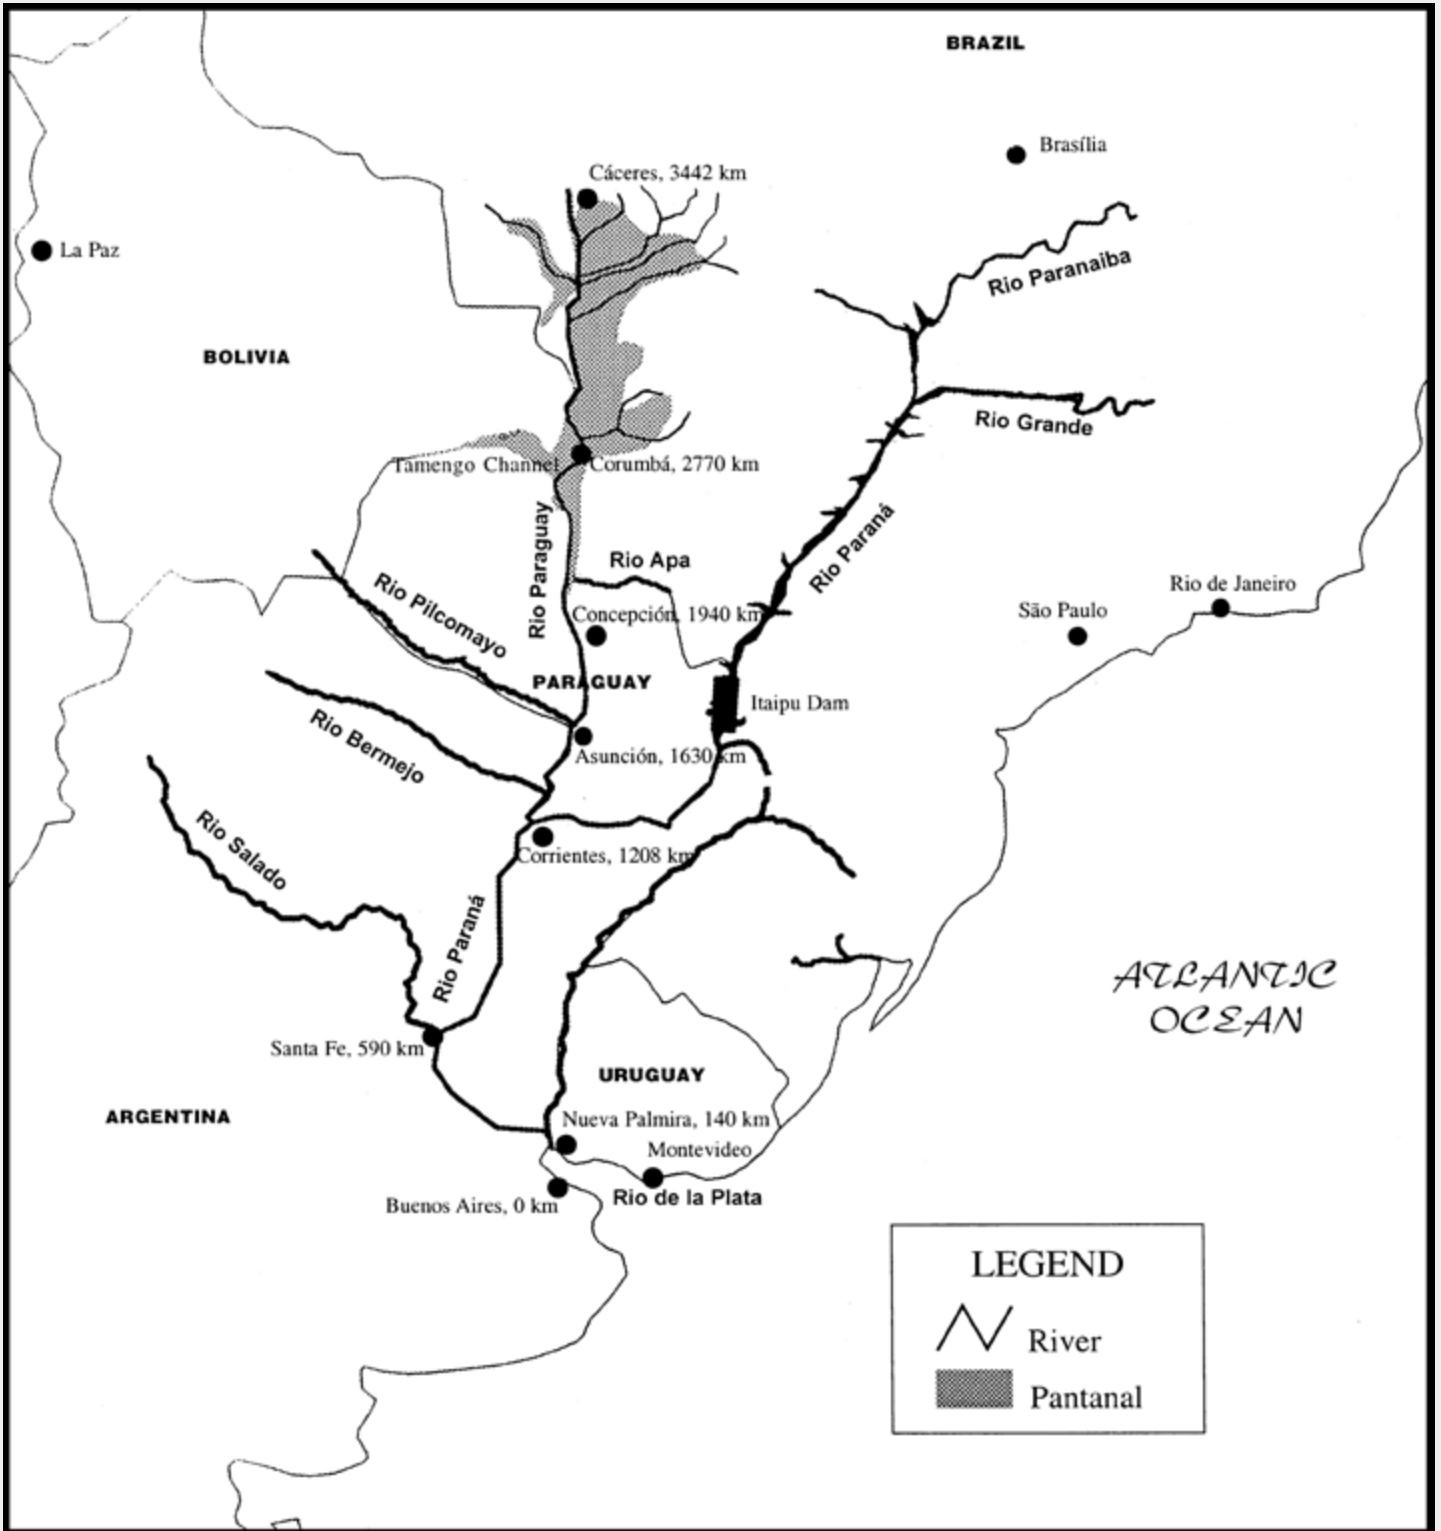 BRAZIL
Brasília
Cáceres, 3442 km
La Paz
Rio Paranaiba
BOLIVIA
Rio Grande
Tamengo Channel
Corumbá, 2770 km
Rio Paraguay
Rio Paraná
Rio Apa
Rio Pilcomayo
Concepción, 1940 km
Rio de Janeiro
São Paulo
PARAGUAY
Itaipu Dam
Rio Bermejo
Asunción, 1630 km
Rio Salado
Corrientes, 1208 km
Rio Paraná
ATLANTIC
OCEAN
Santa Fe, 590 km
URUGUAY
ARGENTINA
Nueva Palmira, 140 km
Montevideo
Rio de la Plata
Buenos Aires, 0 km
LEGEND
River
Pantanal